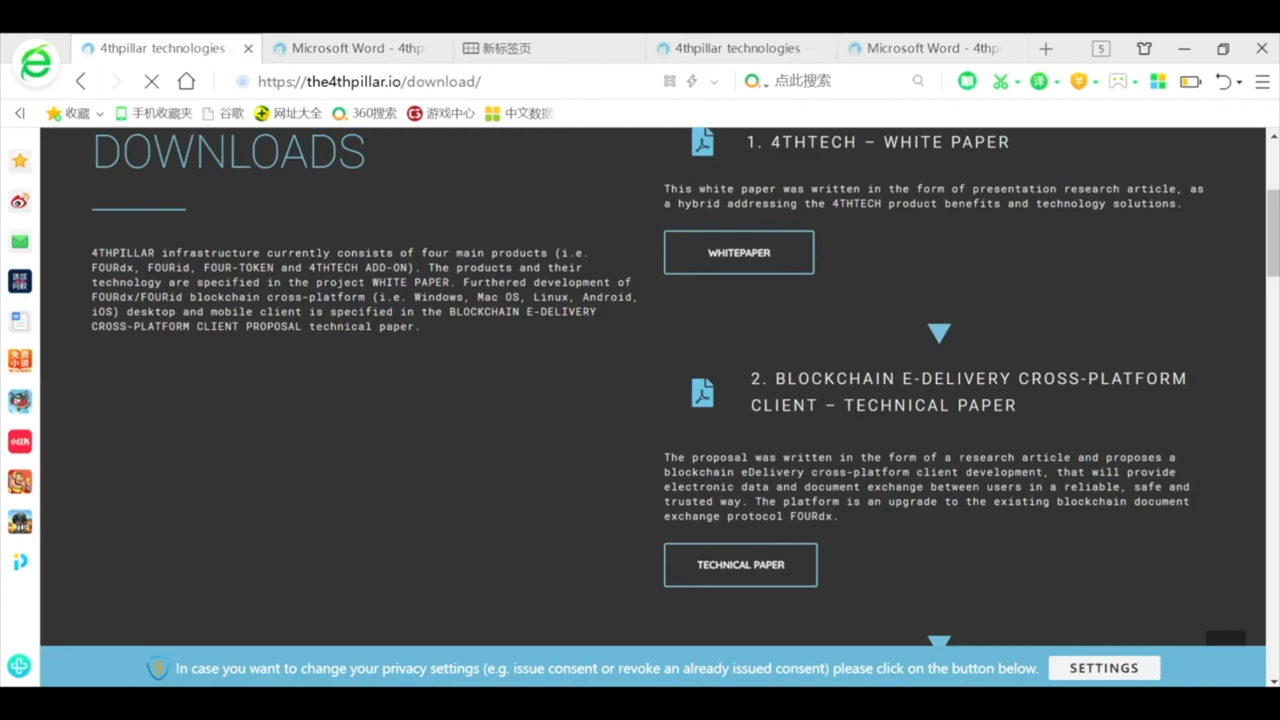 4thpillar technologies
Microsoft Word - 4thp
新标签页
4thpillar technologies
Microsoft Word - 4thp
5
https://the4thpillar.io/download/
点此搜索
译
收藏
手机收藏夹
谷歌
网址大全
360搜索
游戏中心
中文数据
DOWNLOADS
4THPILLAR infrastructure currently consists of four main products (i.e.
FOURdx, FOURid, FOUR-TOKEN and 4THTECH ADD-ON). The products and their
technology are specified in the project WHITE PAPER. Furthered development of
FOURdx/FOURid blockchain cross-platform (i.e. Windows, Mac OS, Linux, Android,
iOS) desktop and mobile client is specified in the BLOCKCHAIN E-DELIVERY
CROSS-PLATFORM CLIENT PROPOSAL technical paper.
1. 4THTECH – WHITE PAPER
This white paper was written in the form of presentation research article, as
a hybrid addressing the 4THTECH product benefits and technology solutions.
WHITEPAPER
2. BLOCKCHAIN E-DELIVERY CROSS-PLATFORM
CLIENT – TECHNICAL PAPER
The proposal was written in the form of a research article and proposes a
blockchain eDelivery cross-platform client development, that will provide
electronic data and document exchange between users in a reliable, safe and
trusted way. The platform is an upgrade to the existing blockchain document
exchange protocol FOURdx.
TECHNICAL PAPER
In case you want to change your privacy settings (e.g. issue consent or revoke an already issued consent) please click on the button below.
SETTINGS